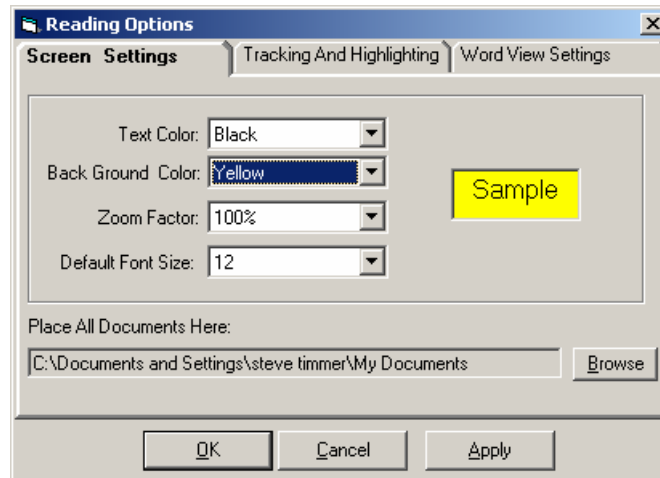 Reading Options
Screen Settings Tracking And Highlighting Word View Settings
Text Color: Black
Back Ground Color: Yellow
Sample
Zoom Factor: 100%
Default Font Size: 12
Place All Documents Here:
C:\Documents and Settings\steve timmer\My Documents Browse
OK Cancel Apply